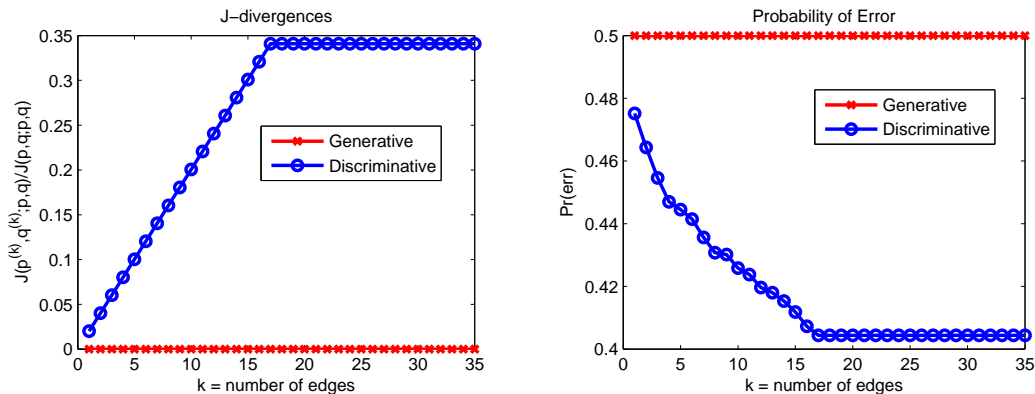 J−divergences
J(p(k),q(k);p,q)/J(p,q;p,q)
0.35
0.3
0.25
0.2
0.15
0.1
0.05
0
0 5 10 15 20 25 30 35
k = number of edges
Generative
Discriminative
Probability of Error
Pr(err)
0.5
0.48
0.46
0.44
0.42
0.4
0 5 10 15 20 25 30 35
k = number of edges
Generative
Discriminative